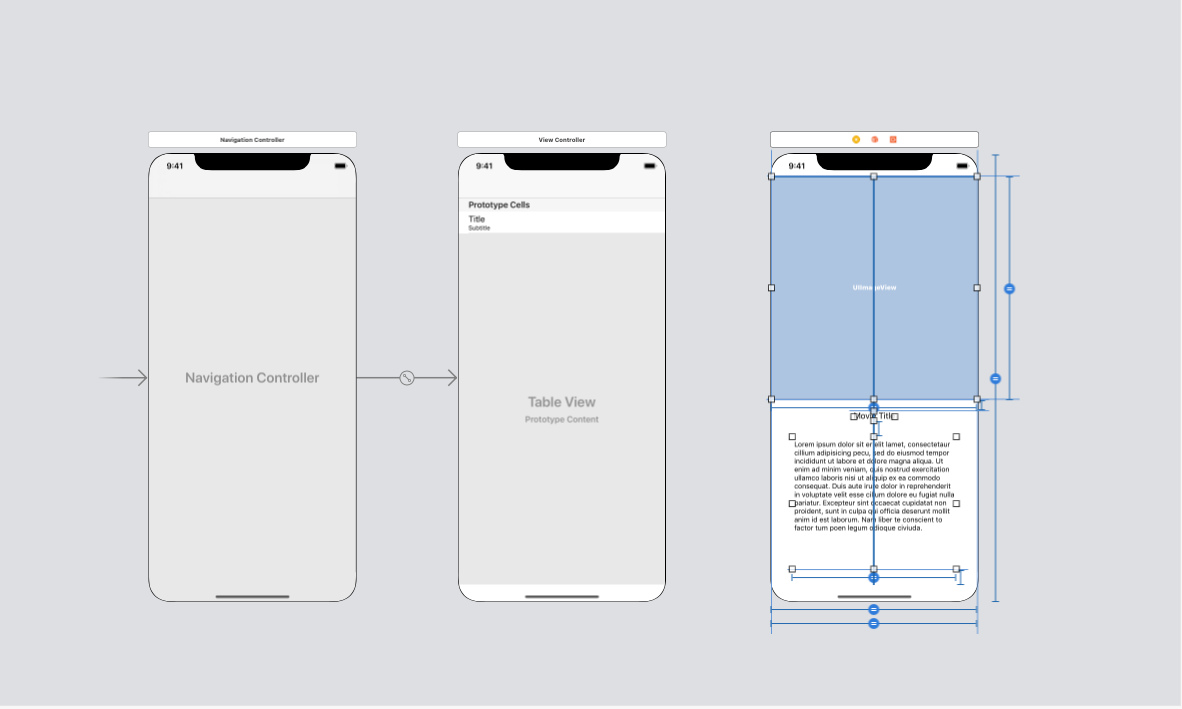 Navigation Controller
View Controller
9:41
9:41
9:41
Prototype Cells
Title
Subtitle
UIImageView
Navigation Controller
Table View
Prototype Content
Movie Title
Lorem ipsum dolor sit er elit lamet, consectetaur
cillium adipisicing pecu, sed do eiusmod tempor
incididunt ut labore et dolore magna aliqua. Ut
enim ad minim veniam, quis nostrud exercitation
ullamco laboris nisi ut aliquip ex ea commodo
consequat. Duis aute irure dolor in reprehenderit
in voluptate velit esse cillum dolore eu fugiat nulla
pariatur. Excepteur sint occaecat cupidatat non
proident, sunt in culpa qui officia deserunt mollit
anim id est laborum. Nam liber te conscient to
factor tum poen legum odioque civiuda.